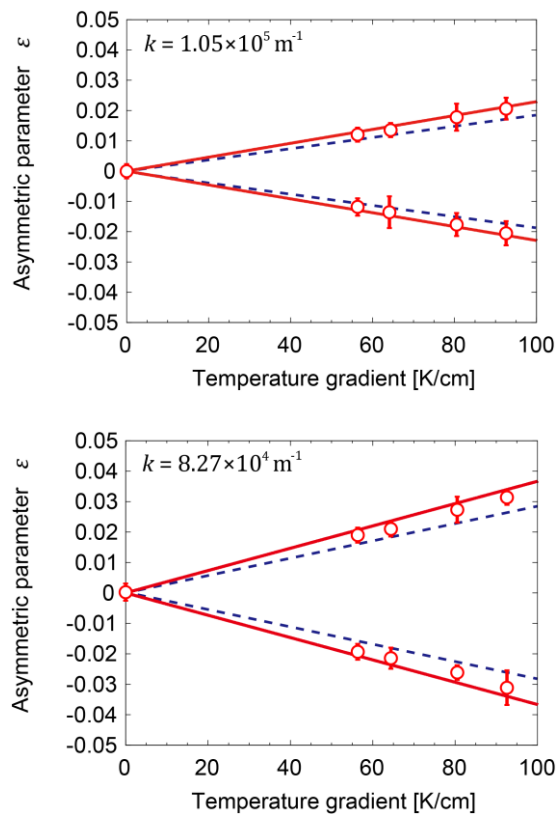 0.05
0.04
0.03
0.02
0.01
0
-0.01
-0.02
-0.03
-0.04
-0.05
Asymmetric parameter ε
k = 1.05×10⁵ m⁻¹
0 20 40 60 80 100
Temperature gradient [K/cm]
0.05
0.04
0.03
0.02
0.01
0
-0.01
-0.02
-0.03
-0.04
-0.05
Asymmetric parameter ε
k = 8.27×10⁴ m⁻¹
0 20 40 60 80 100
Temperature gradient [K/cm]